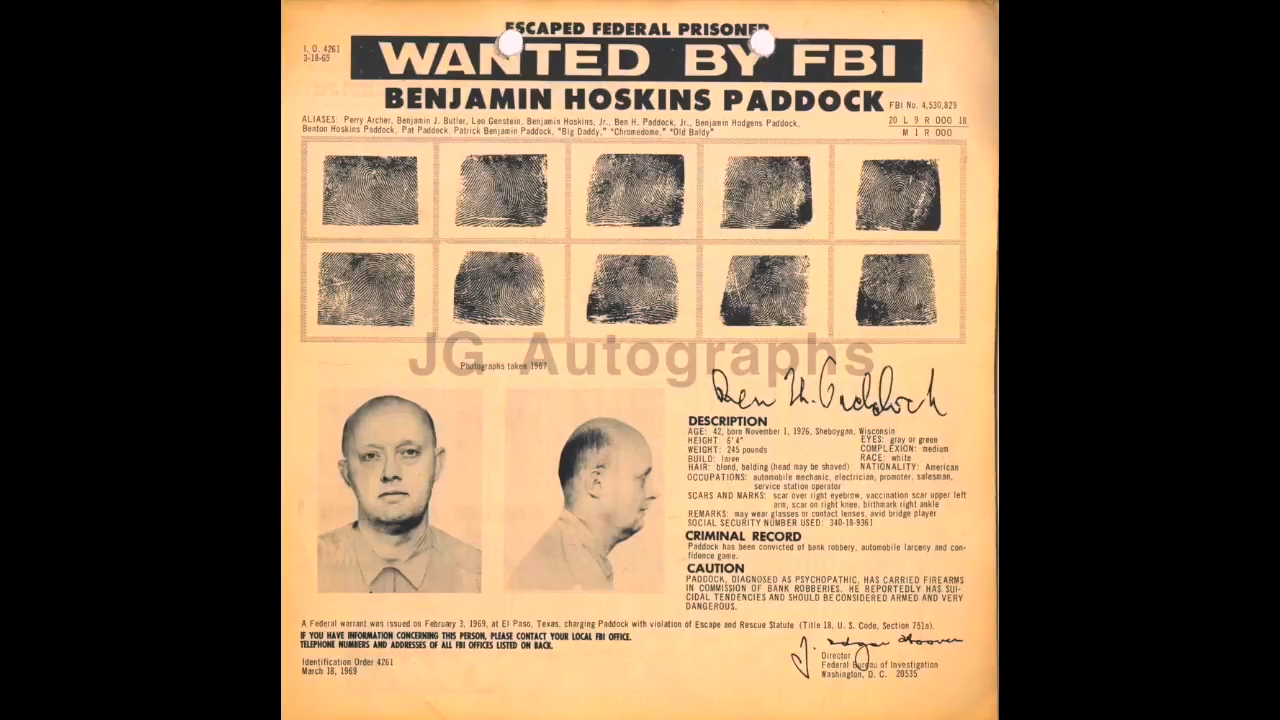 ESCAPED FEDERAL PRISONER
I. O. 4261
3-18-69
WANTED BY FBI
BENJAMIN HOSKINS PADDOCK
FBI No. 4,530,829
ALIASES: Perry Archer, Benjamin J. Butler, Leo Genstein, Benjamin Hoskins, Jr., Ben H. Paddock, Jr., Benjamin Hodgens Paddock,
Benton Hoskins Paddock, Pat Paddock, Patrick Benjamin Paddock, "Big Daddy," "Chromedome," "Old Baldy"
20 L 9 R OOO 18
M 1 R OOO
JG Autographs
Photographs taken 1967
Ben H. Paddock
DESCRIPTION
AGE: 42, born November 1, 1926, Sheboygan, Wisconsin
HEIGHT: 6'4" EYES: gray or green
WEIGHT: 245 pounds COMPLEXION: medium
BUILD: large RACE: white
HAIR: blond, balding (head may be shaved) NATIONALITY: American
OCCUPATIONS: automobile mechanic, electrician, promoter, salesman,
service station operator
SCARS AND MARKS: scar over right eyebrow, vaccination scar upper left
arm, scar on right knee, birthmark right ankle
REMARKS: may wear glasses or contact lenses, avid bridge player
SOCIAL SECURITY NUMBER USED: 340-18-9361
CRIMINAL RECORD
Paddock has been convicted of bank robbery, automobile larceny and con-
fidence game.
CAUTION
PADDOCK, DIAGNOSED AS PSYCHOPATHIC, HAS CARRIED FIREARMS
IN COMMISSION OF BANK ROBBERIES. HE REPORTEDLY HAS SUI-
CIDAL TENDENCIES AND SHOULD BE CONSIDERED ARMED AND VERY
DANGEROUS.
A Federal warrant was issued on February 3, 1969, at El Paso, Texas, charging Paddock with violation of Escape and Rescue Statute (Title 18, U. S. Code, Section 751a).
IF YOU HAVE INFORMATION CONCERNING THIS PERSON, PLEASE CONTACT YOUR LOCAL FBI OFFICE.
TELEPHONE NUMBERS AND ADDRESSES OF ALL FBI OFFICES LISTED ON BACK.
J. Edgar Hoover
Director
Federal Bureau of Investigation
Washington, D. C. 20535
Identification Order 4261
March 18, 1969